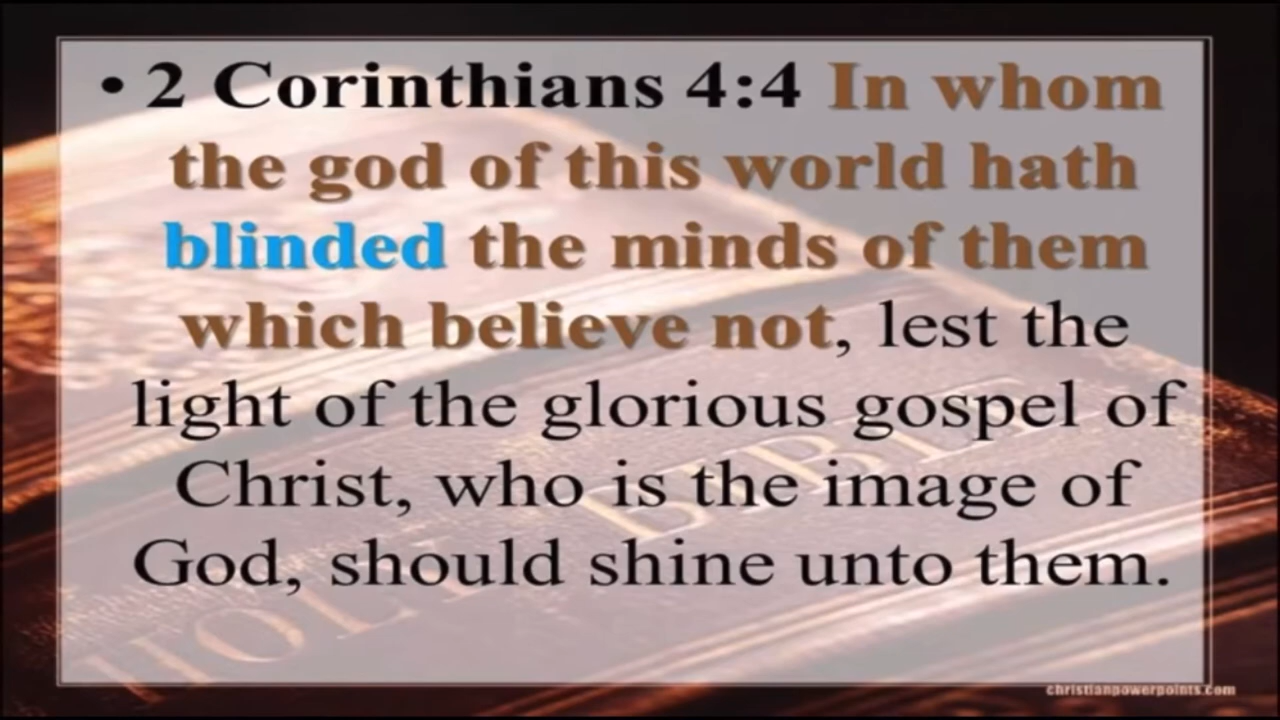 • 2 Corinthians 4:4 In whom
the god of this world hath
blinded the minds of them
which believe not, lest the
light of the glorious gospel of
Christ, who is the image of
God, should shine unto them.
HOLY BIBLE
christianpowerpoints.com